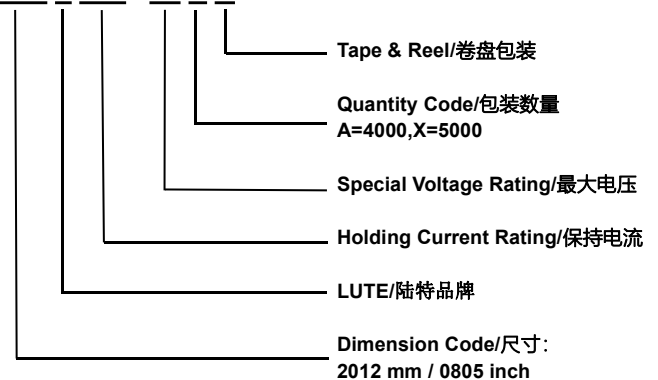 Tape & Reel/卷盘包装
Quantity Code/包装数量
A=4000,X=5000
Special Voltage Rating/最大电压
Holding Current Rating/保持电流
LUTE/陆特品牌
Dimension Code/尺寸：
2012 mm / 0805 inch